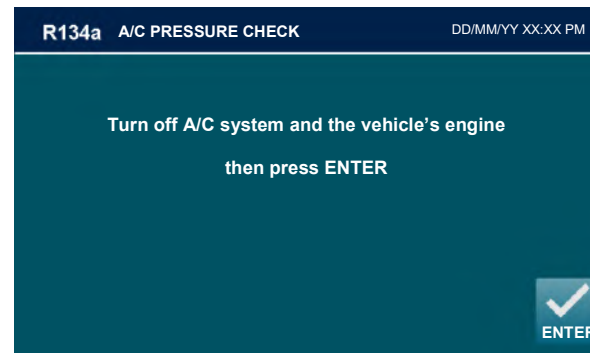 R134a A/C PRESSURE CHECK DD/MM/YY XX:XX PM
Turn off A/C system and the vehicle's engine
then press ENTER
ENTER